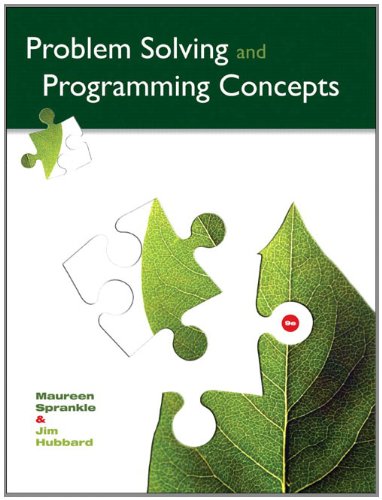 Problem Solving and
Programming Concepts
9e
Maureen
Sprankle
&
Jim
Hubbard